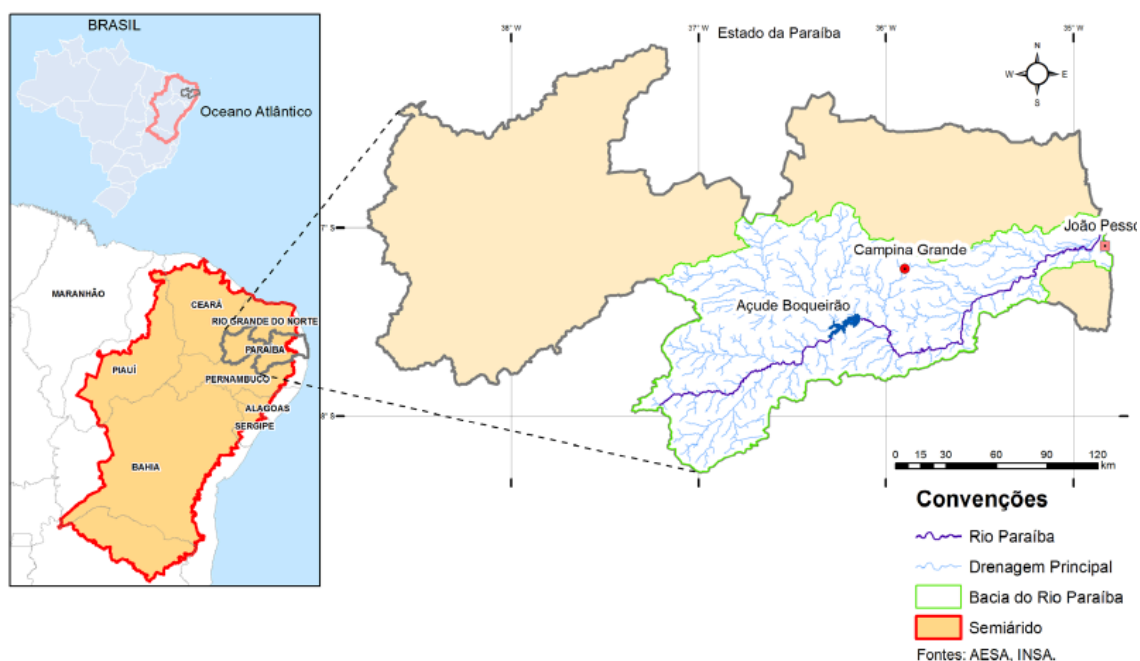 BRASIL
Oceano Atlântico
MARANHÃO
CEARÁ
RIO GRANDE DO NORTE
PARAÍBA
PIAUÍ
PERNAMBUCO
ALAGOAS
SERGIPE
BAHIA
Estado da Paraíba
38° W
37° W
36° W
35° W
N
W E
S
7° S
8° S
João Pesso
Campina Grande
Açude Boqueirão
0 15 30 60 90 120
km
Convenções
Rio Paraíba
Drenagem Principal
Bacia do Rio Paraíba
Semiárido
Fontes: AESA, INSA.